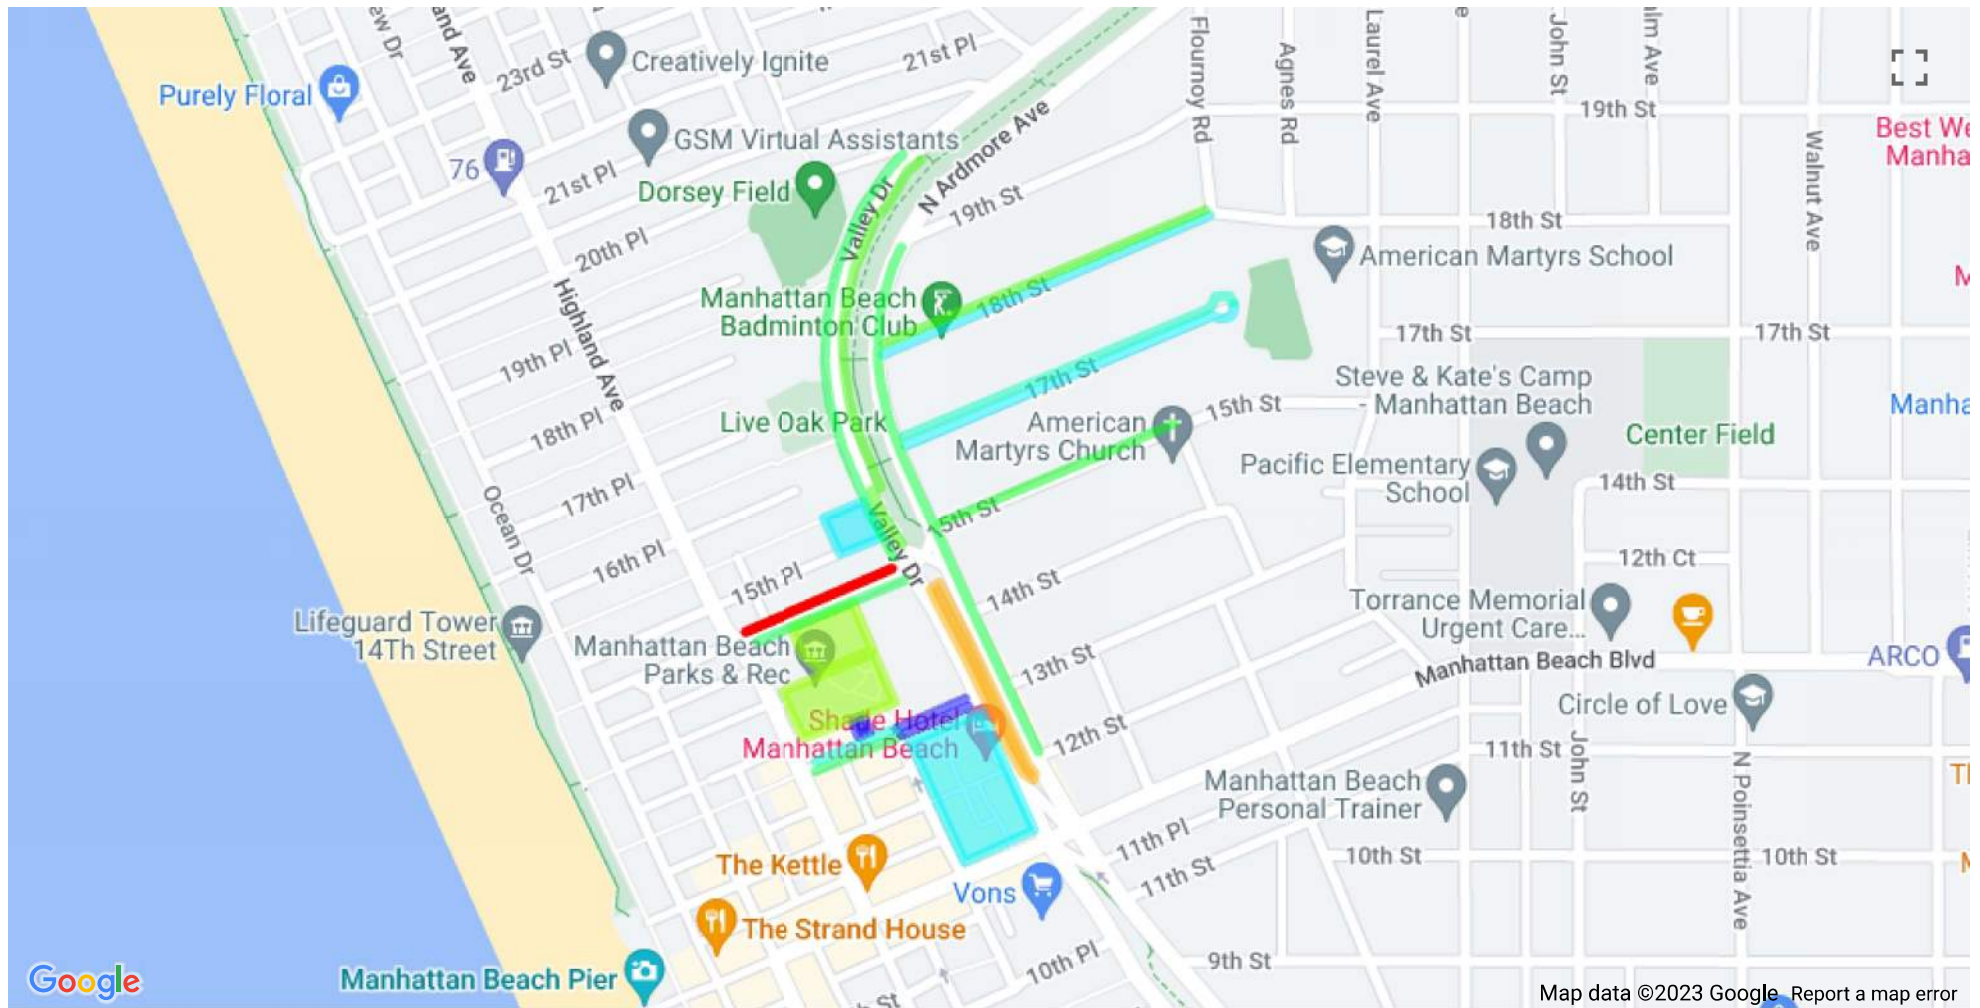 ew Dr
and Ave
23rd St
Creatively Ignite
21st Pl
Flournoy Rd
Agnes Rd
Laurel Ave
John St
alm Ave
Purely Floral
N Ardmore Ave
19th St
GSM Virtual Assistants
Best We
Manha
76
21st Pl
Dorsey Field
Valley Dr
19th St
Walnut Ave
18th St
20th Pl
American Martyrs School
Highland Ave
Manhattan Beach
Badminton Club
18th St
17th St
17th St
19th Pl
17th St
Steve & Kate's Camp
- Manhattan Beach
15th St
Manha
Live Oak Park
American
Martyrs Church
Center Field
18th Pl
Pacific Elementary
School
14th St
17th Pl
Ocean Dr
Valley Dr
15th St
16th Pl
12th Ct
15th Pl
14th St
Torrance Memorial
Urgent Care...
Lifeguard Tower
14Th Street
Manhattan Beach
Parks & Rec
13th St
Manhattan Beach Blvd
ARCO
Circle of Love
Shade Hotel
Manhattan Beach
12th St
11th St
11th St
John St
N Poinsettia Ave
Manhattan Beach
Personal Trainer
11th Pl
The Kettle
10th St
10th St
Vons
11th St
The Strand House
10th Pl
9th St
Manhattan Beach Pier
Google
Map data ©2023 Google
Report a map error